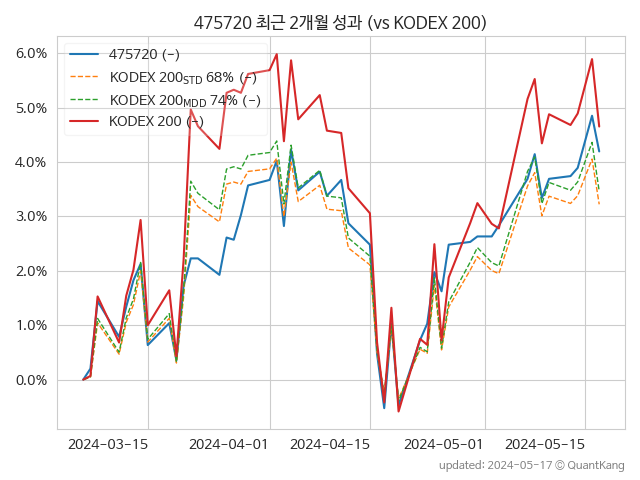 475720 최근 2개월 성과 (vs KODEX 200)
475720 (-)
KODEX 200STD 68% (-)
KODEX 200MDD 74% (-)
KODEX 200 (-)
6.0%
5.0%
4.0%
3.0%
2.0%
1.0%
0.0%
2024-03-15
2024-04-01
2024-04-15
2024-05-01
2024-05-15
updated: 2024-05-17 © QuantKang